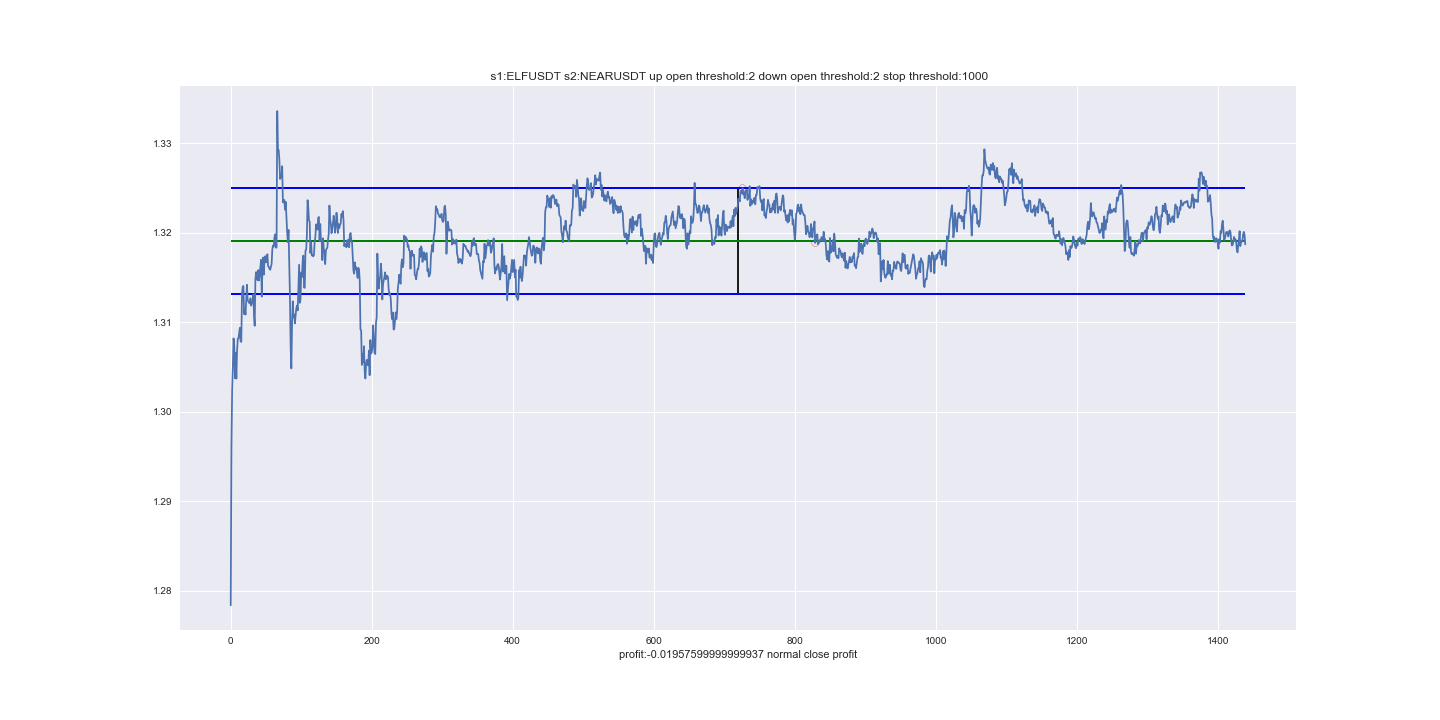 s1:ELFUSDT s2:NEARUSDT up open threshold:2 down open threshold:2 stop threshold:1000
1.33
1.32
1.31
1.30
1.29
1.28
0 200 400 600 800 1000 1200 1400
profit:-0.01957599999999937 normal close profit